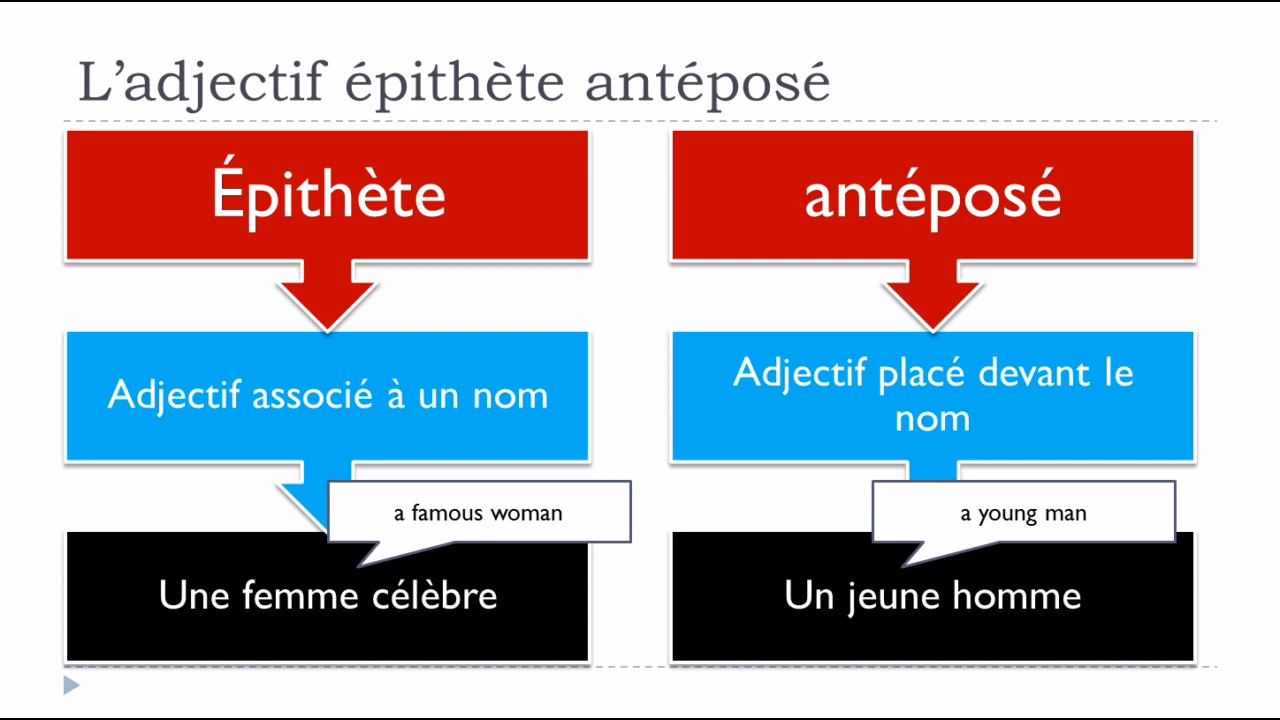 L’adjectif épithète antéposé
Épithète
antéposé
Adjectif associé à un nom
Adjectif placé devant le
nom
a famous woman
a young man
Une femme célèbre
Un jeune homme